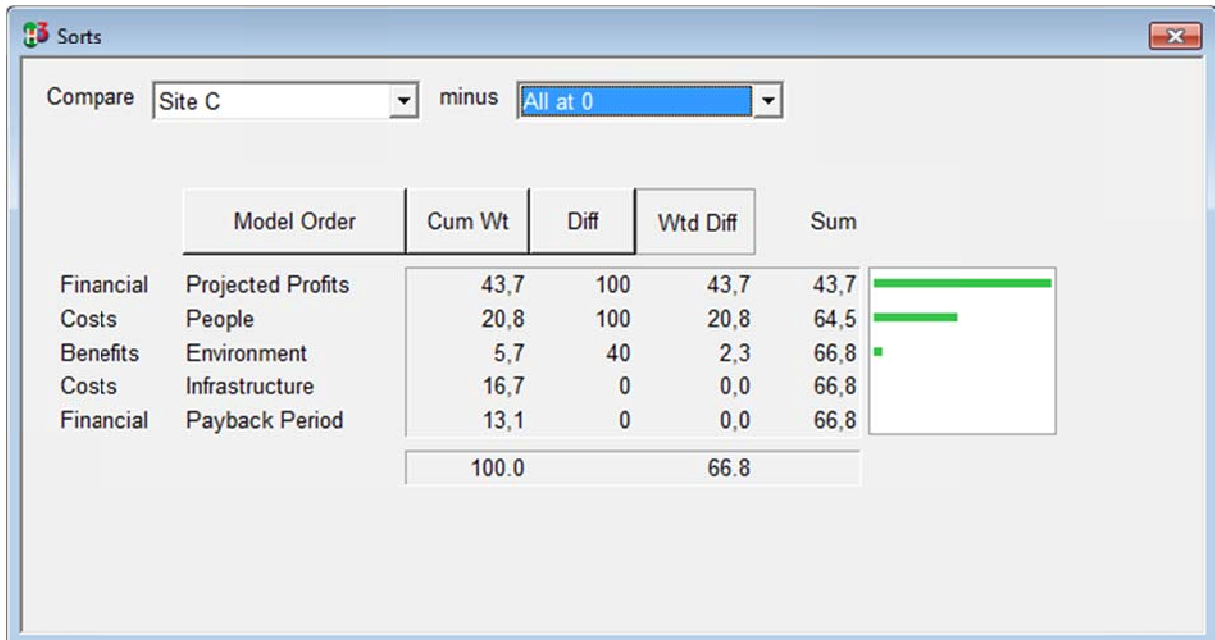 Sorts
Compare Site C minus All at 0
Model Order Cum Wt Diff Wtd Diff Sum
Financial Projected Profits 43,7 100 43,7 43,7
Costs People 20,8 100 20,8 64,5
Benefits Environment 5,7 40 2,3 66,8
Costs Infrastructure 16,7 0 0,0 66,8
Financial Payback Period 13,1 0 0,0 66,8
100.0 66.8